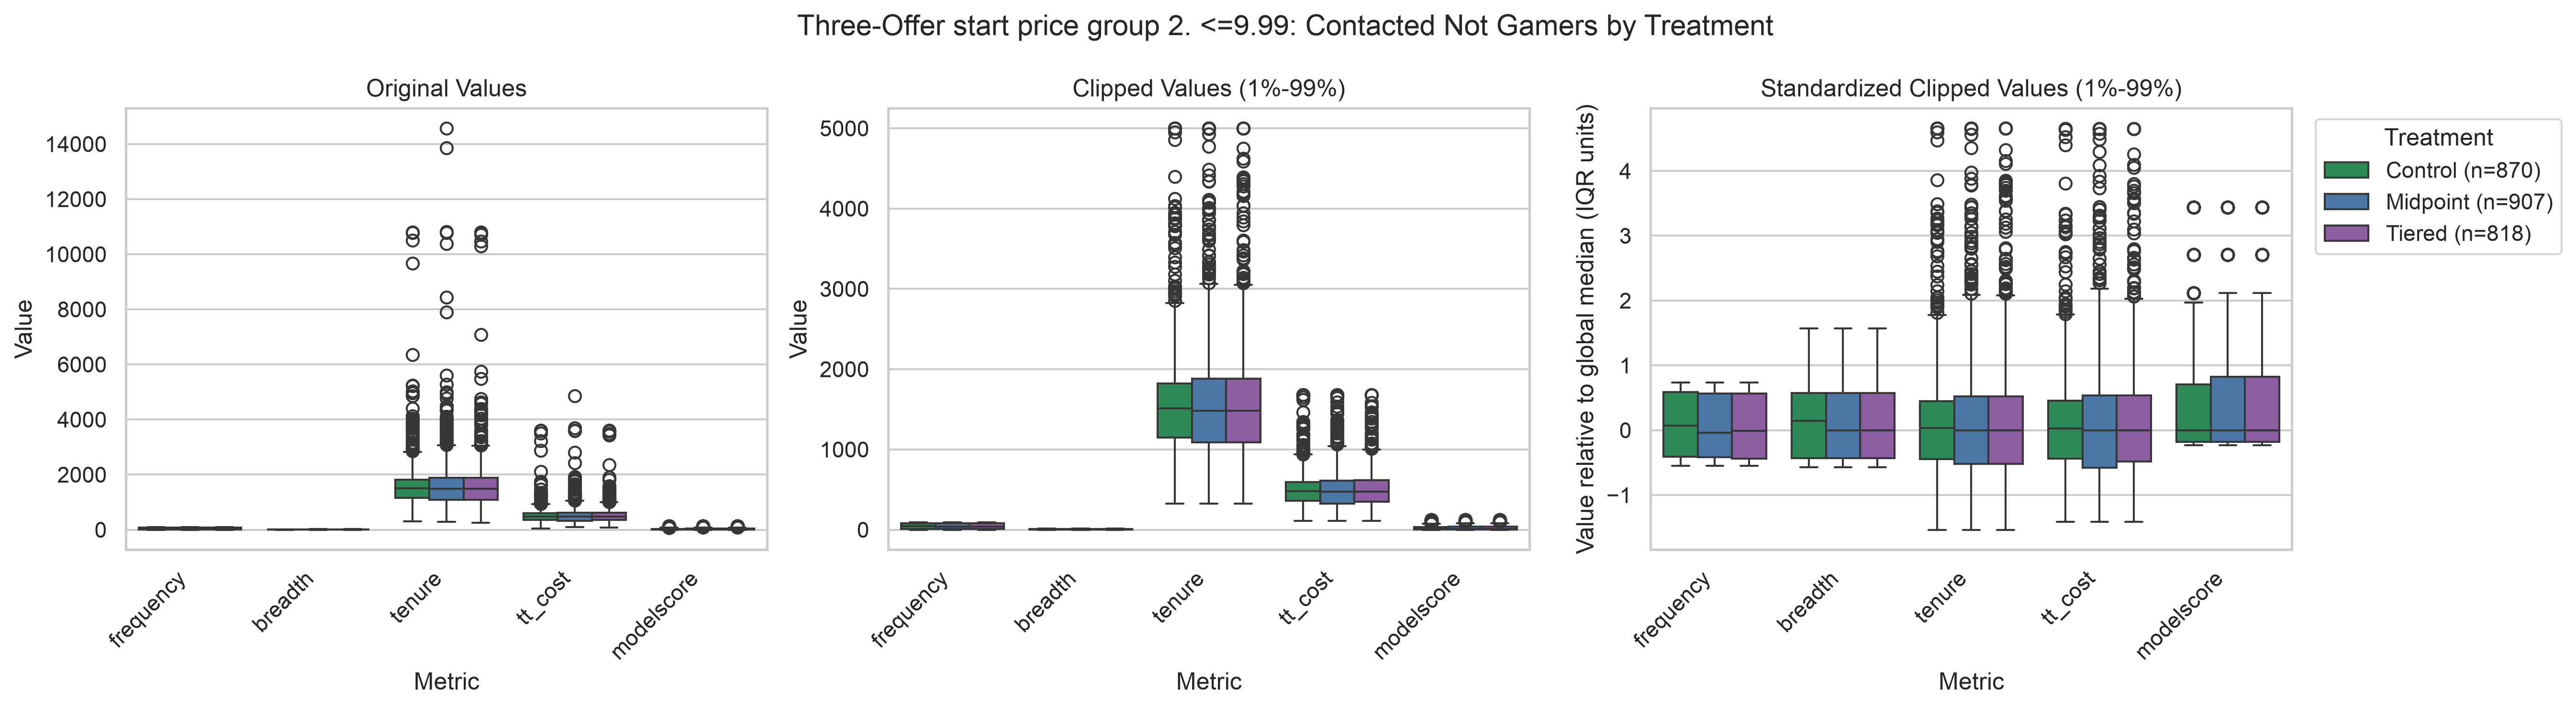 Three-Offer start price group 2. <=9.99: Contacted Not Gamers by Treatment
Original Values
Value
14000
12000
10000
8000
6000
4000
2000
0
frequency
breadth
tenure
tt_cost
modelscore
Metric
Clipped Values (1%-99%)
Value
5000
4000
3000
2000
1000
0
frequency
breadth
tenure
tt_cost
modelscore
Metric
Standardized Clipped Values (1%-99%)
Value relative to global median (IQR units)
4
3
2
1
0
−1
frequency
breadth
tenure
tt_cost
modelscore
Metric
Treatment
Control (n=870)
Midpoint (n=907)
Tiered (n=818)